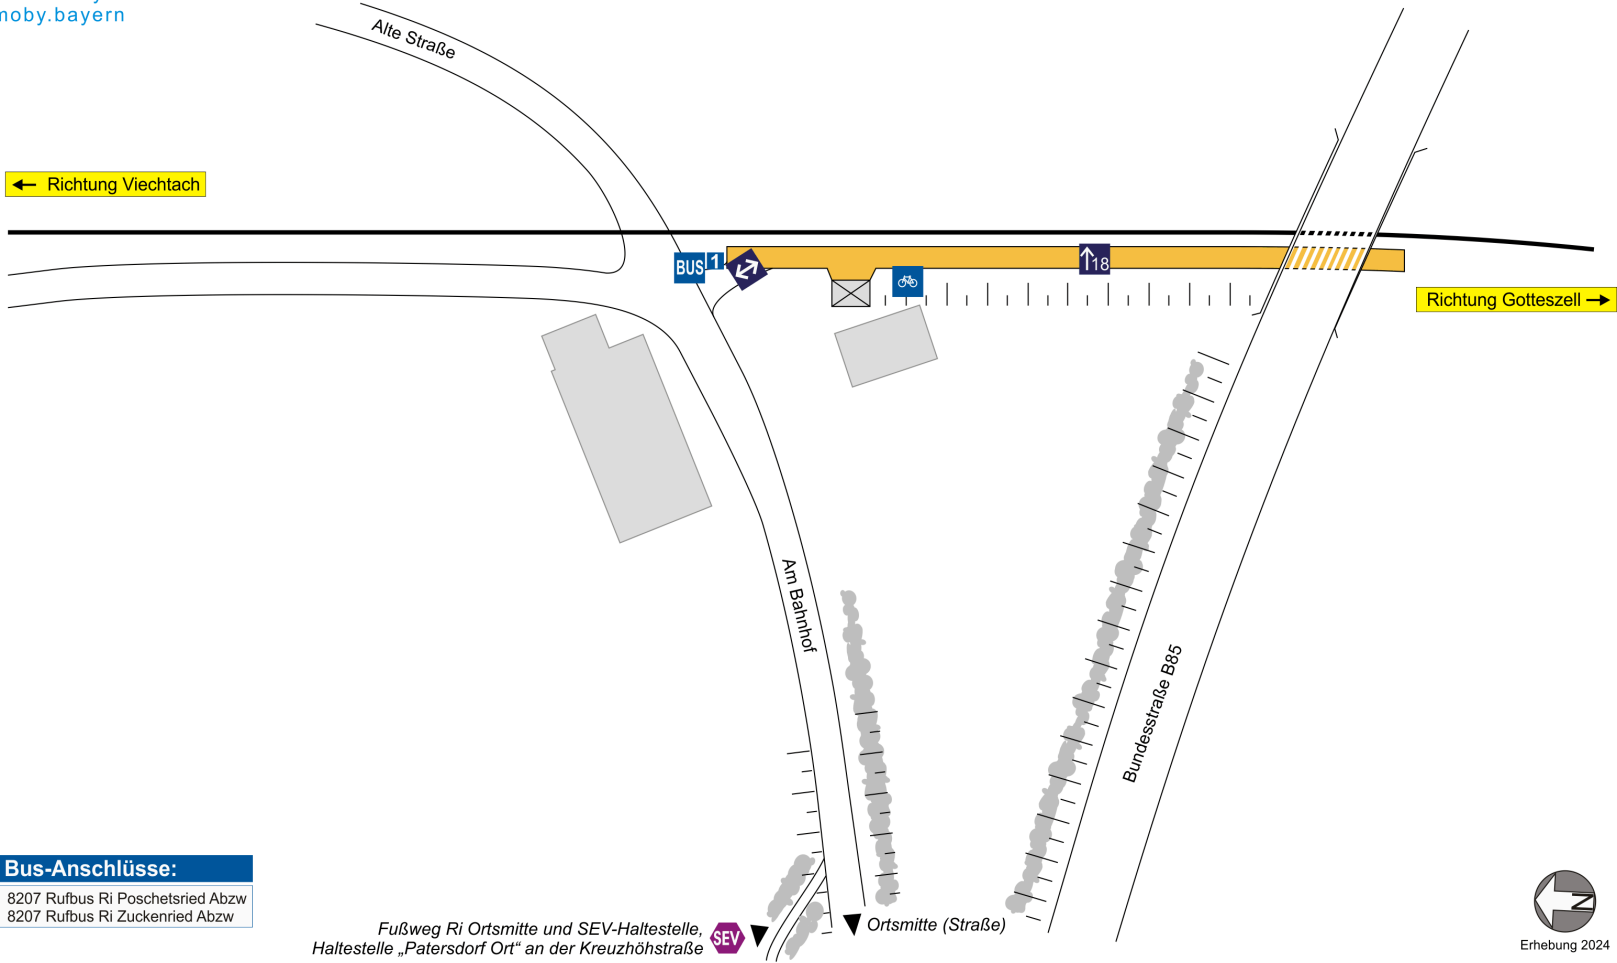 moby.bayern
Alte Straße
← Richtung Viechtach
BUS 1
↑18
Richtung Gotteszell →
Am Bahnhof
Bundesstraße B85
Bus-Anschlüsse:
8207 Rufbus Ri Poschetsried Abzw
8207 Rufbus Ri Zuckenried Abzw
Fußweg Ri Ortsmitte und SEV-Haltestelle,
Haltestelle „Patersdorf Ort“ an der Kreuzhöhstraße
SEV
Ortsmitte (Straße)
N
Erhebung 2024